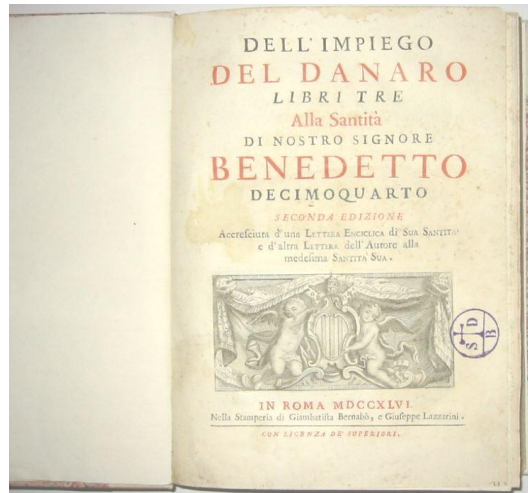 DELL'IMPIEGO
DEL DANARO
LIBRI TRE
Alla Santità
DI NOSTRO SIGNORE
BENEDETTO
DECIMOQUARTO
SECONDA EDIZIONE
Accresciuta d'una LETTERA ENCICLICA di SUA SANTITA'
e d'altra LETTERA dell'Autore alla
medesima SANTITA' SUA.
S D B
IN ROMA MDCCXLVI.
Nella Stamperia di Giambatista Bernabò, e Giuseppe Lazzarini.
CON LICENZA DE' SUPERIORI.